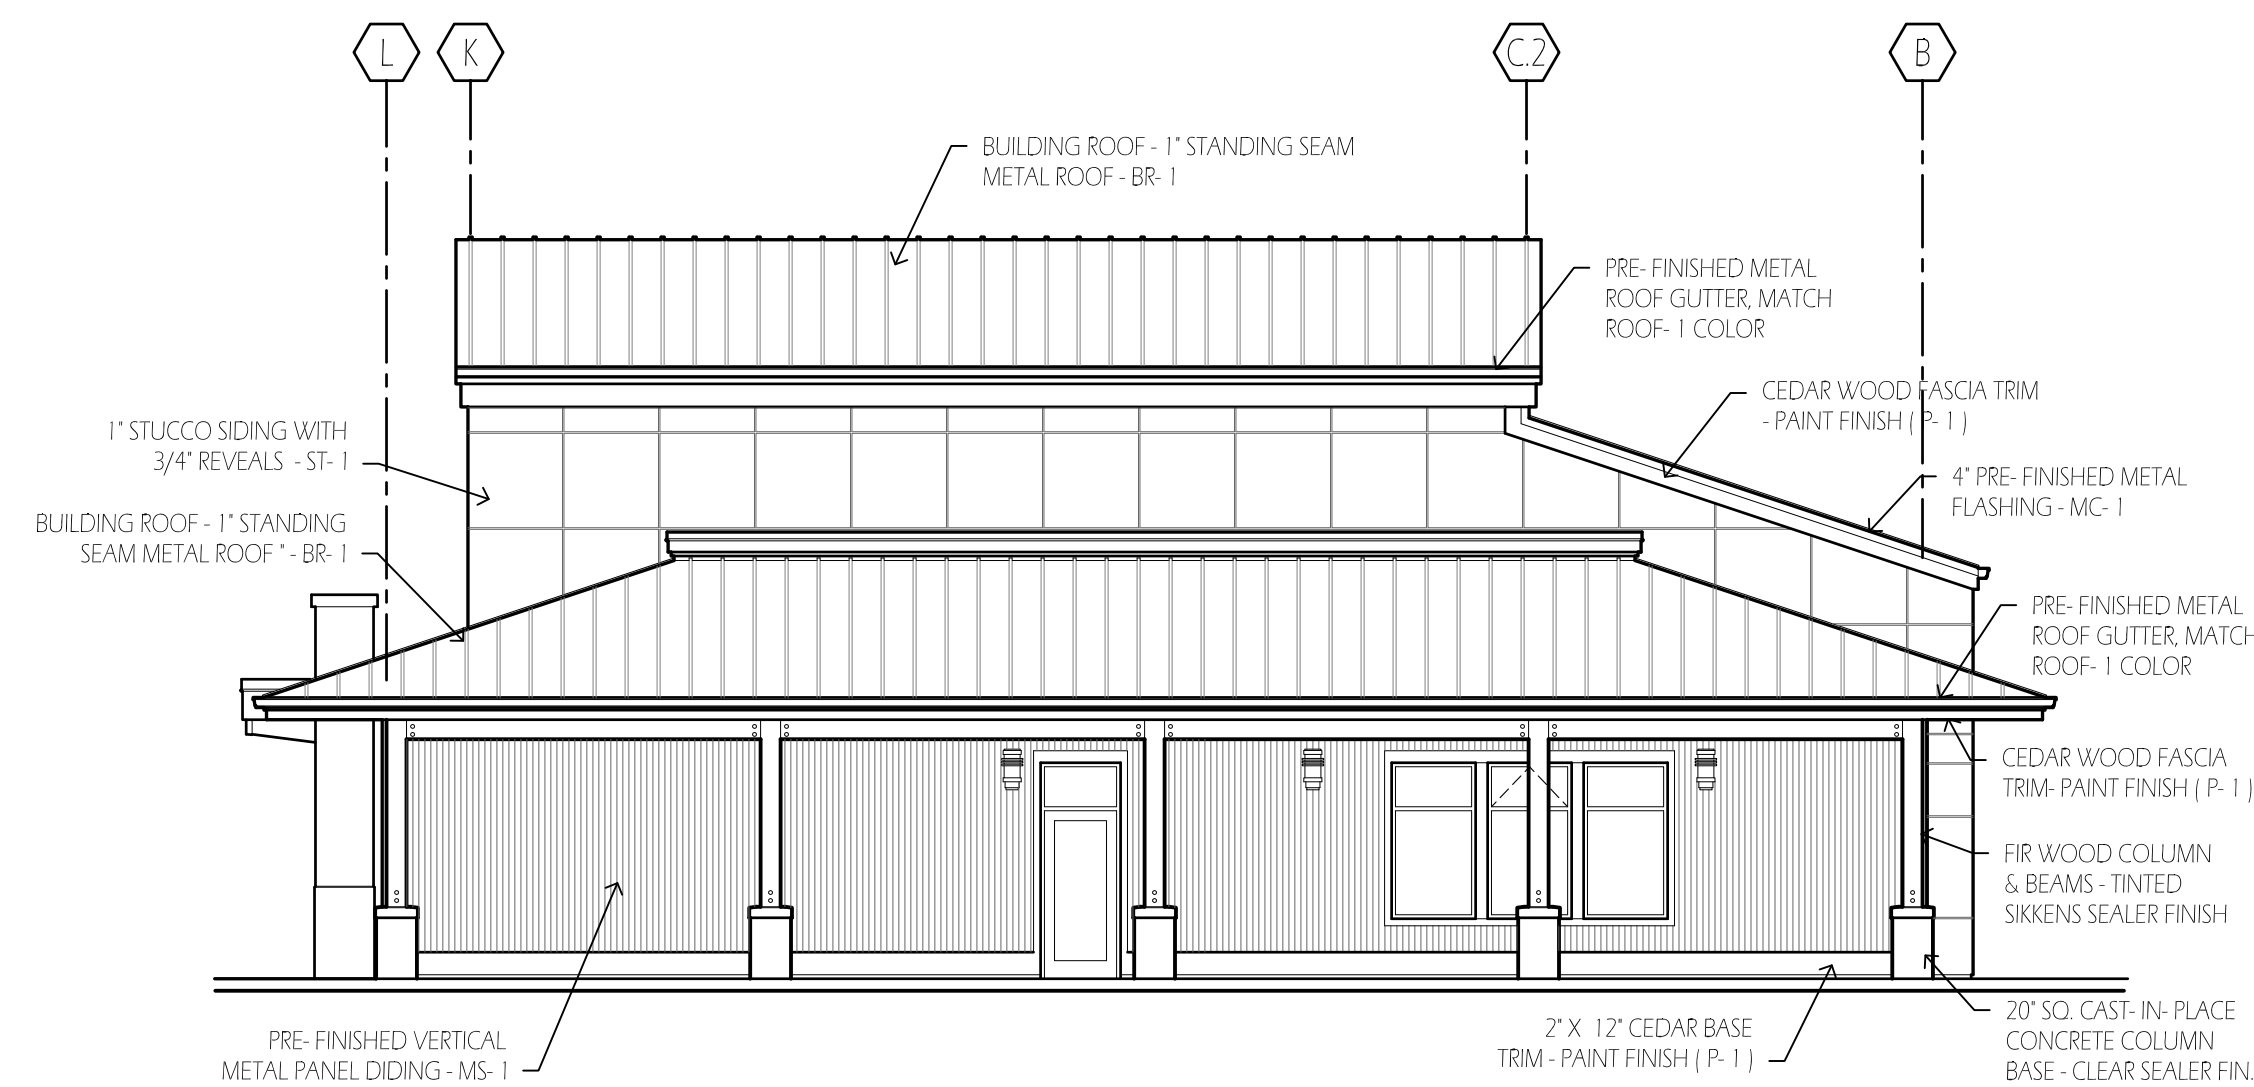 L
K
C.2
B
BUILDING ROOF - 1" STANDING SEAM
METAL ROOF - BR- 1
PRE- FINISHED METAL
ROOF GUTTER, MATCH
ROOF- 1 COLOR
CEDAR WOOD FASCIA TRIM
- PAINT FINISH ( P- 1 )
1" STUCCO SIDING WITH
3/4" REVEALS - ST- 1
4" PRE- FINISHED METAL
FLASHING - MC- 1
BUILDING ROOF - 1" STANDING
SEAM METAL ROOF " - BR- 1
PRE- FINISHED METAL
ROOF GUTTER, MATCH
ROOF- 1 COLOR
CEDAR WOOD FASCIA
TRIM- PAINT FINISH ( P- 1 )
FIR WOOD COLUMN
& BEAMS - TINTED
SIKKENS SEALER FINISH
20" SQ. CAST- IN- PLACE
CONCRETE COLUMN
BASE - CLEAR SEALER FIN.
2" X 12" CEDAR BASE
TRIM - PAINT FINISH ( P- 1 )
PRE- FINISHED VERTICAL
METAL PANEL DIDING - MS- 1